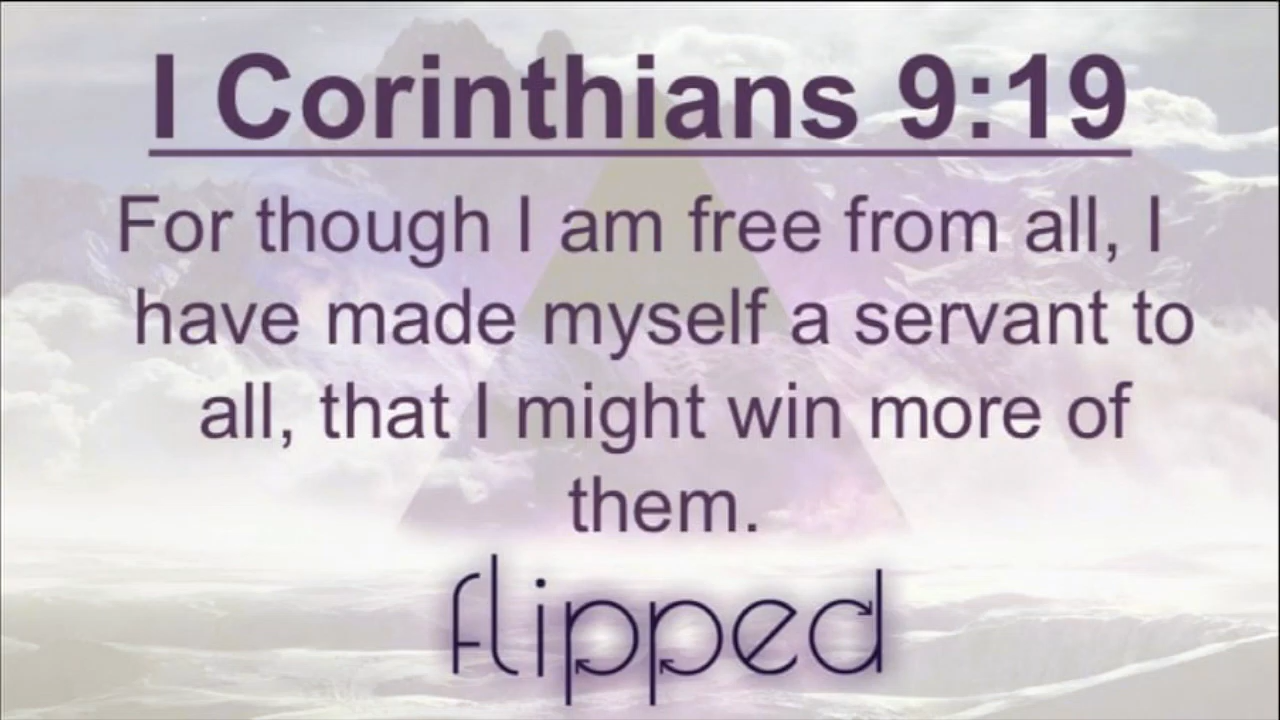 I Corinthians 9:19
For though I am free from all, I
have made myself a servant to
all, that I might win more of
them.
flipped